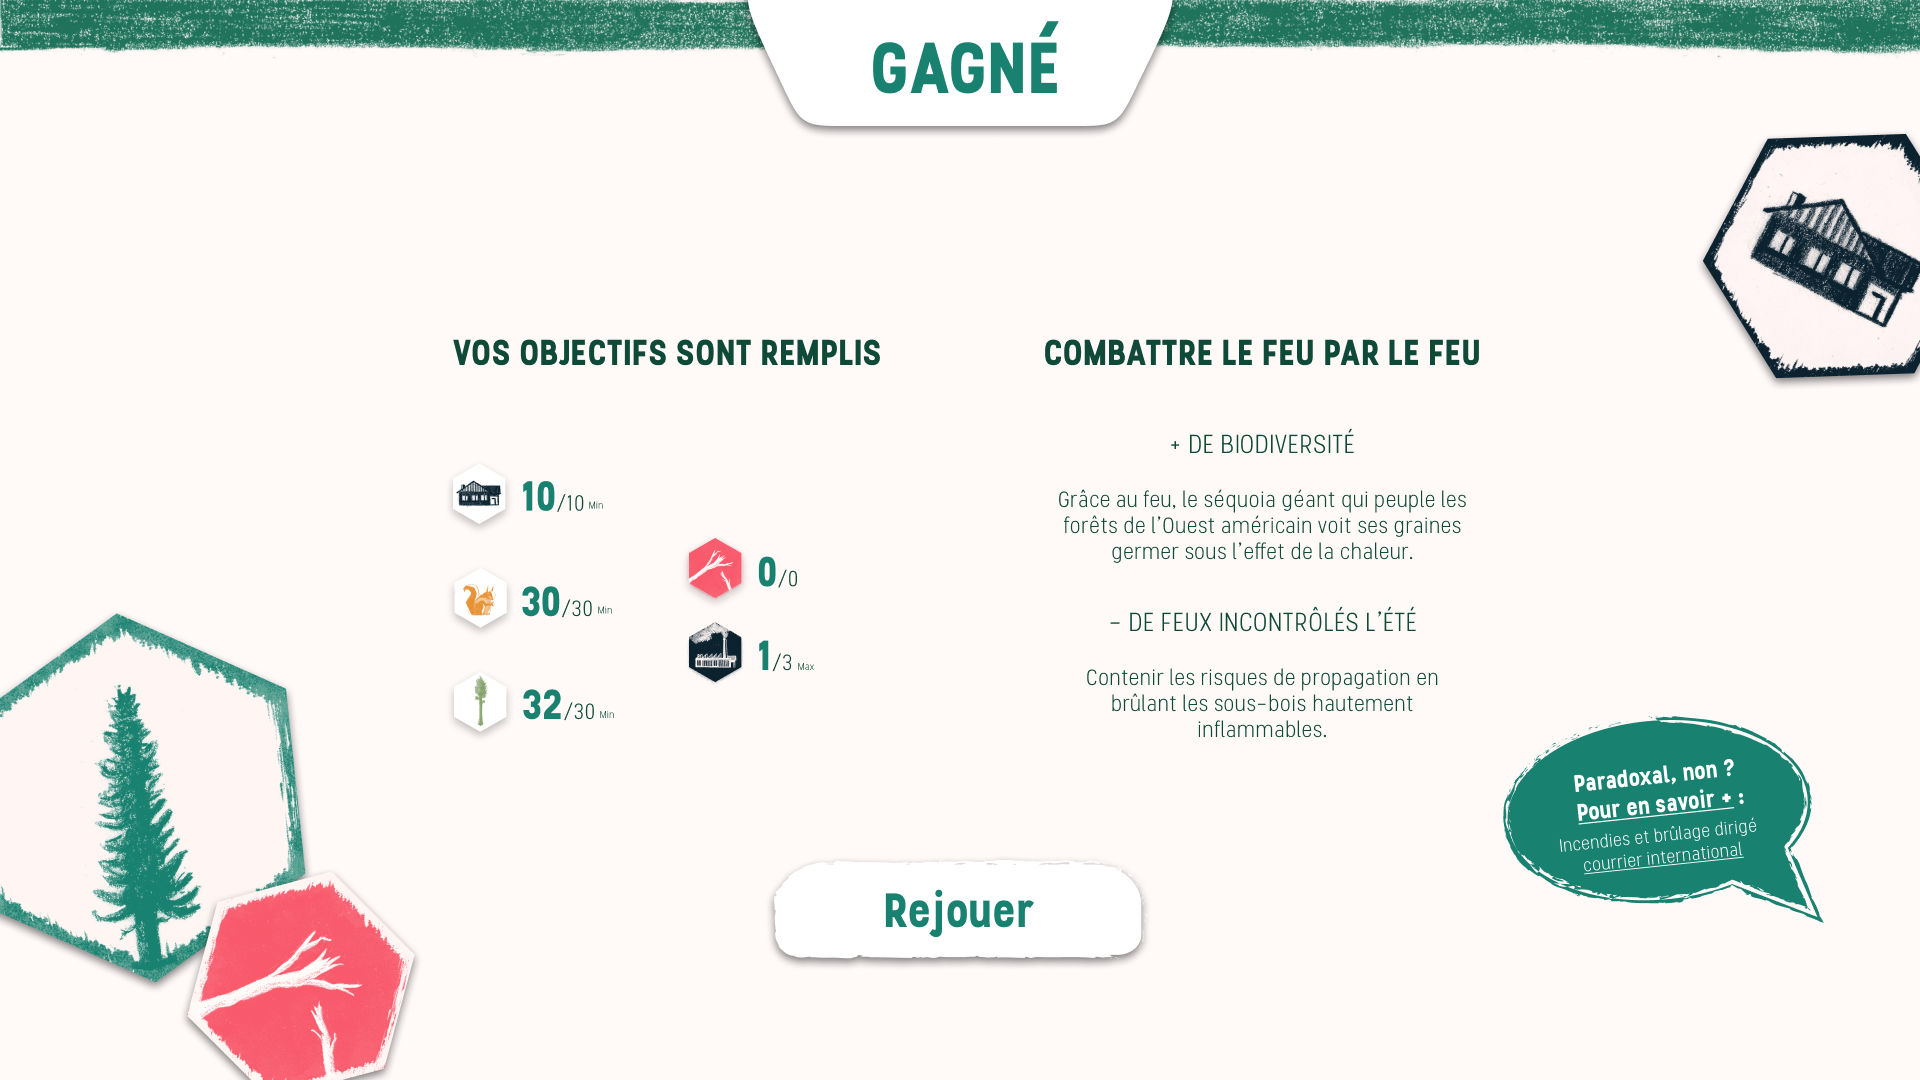 GAGNÉ
VOS OBJECTIFS SONT REMPLIS
10/10 Min
30/30 Min
32/30 Min
0/0
1/3 Max
COMBATTRE LE FEU PAR LE FEU
+ DE BIODIVERSITÉ
Grâce au feu, le séquoia géant qui peuple les
forêts de l'Ouest américain voit ses graines
germer sous l'effet de la chaleur.
– DE FEUX INCONTRÔLÉS L'ÉTÉ
Contenir les risques de propagation en
brûlant les sous-bois hautement
inflammables.
Paradoxal, non ?
Pour en savoir + :
Incendies et brûlage dirigé
courrier international
Rejouer